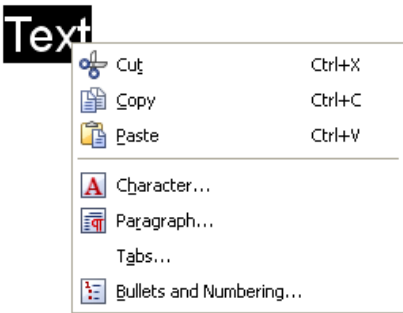 Text
Cut Ctrl+X
Copy Ctrl+C
Paste Ctrl+V
Character...
Paragraph...
Tabs...
Bullets and Numbering...